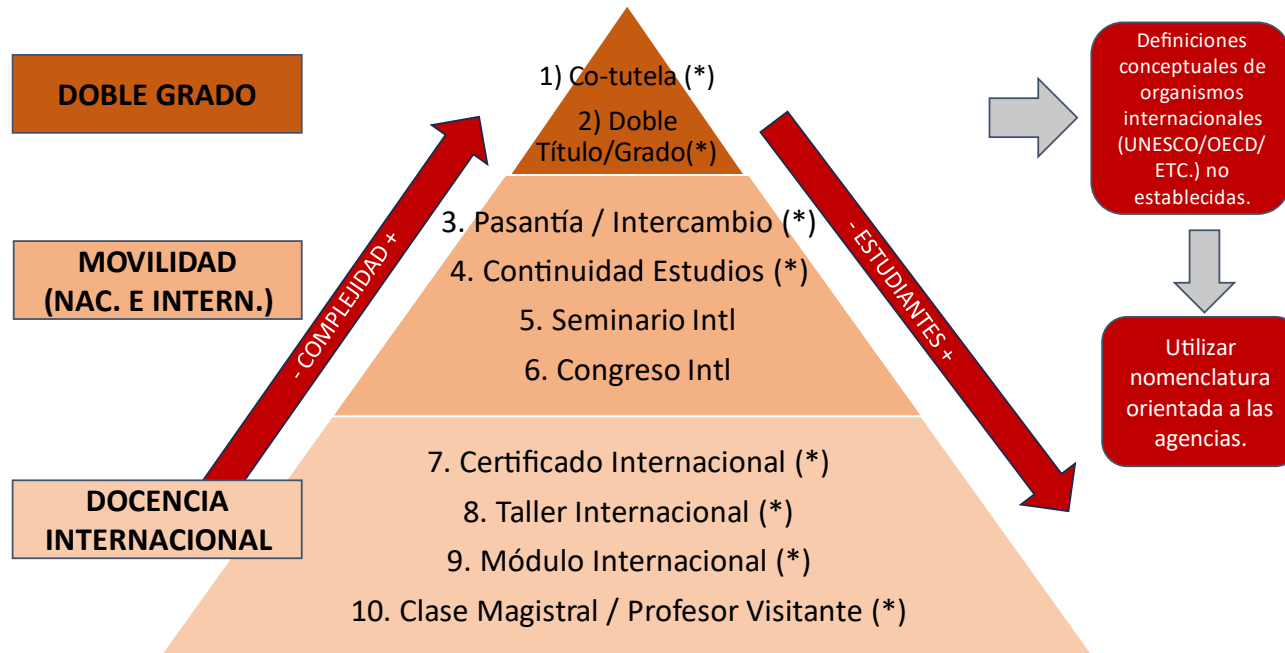 DOBLE GRADO
1) Co-tutela (*)
2) Doble
Título/Grado(*)
Definiciones
conceptuales de
organismos
internacionales
(UNESCO/OECD/
ETC.) no
establecidas.
MOVILIDAD
(NAC. E INTERN.)
- COMPLEJIDAD +
3. Pasantía / Intercambio (*)
4. Continuidad Estudios (*)
5. Seminario Intl
6. Congreso Intl
- ESTUDIANTES +
Utilizar
nomenclatura
orientada a las
agencias.
DOCENCIA
INTERNACIONAL
7. Certificado Internacional (*)
8. Taller Internacional (*)
9. Módulo Internacional (*)
10. Clase Magistral / Profesor Visitante (*)